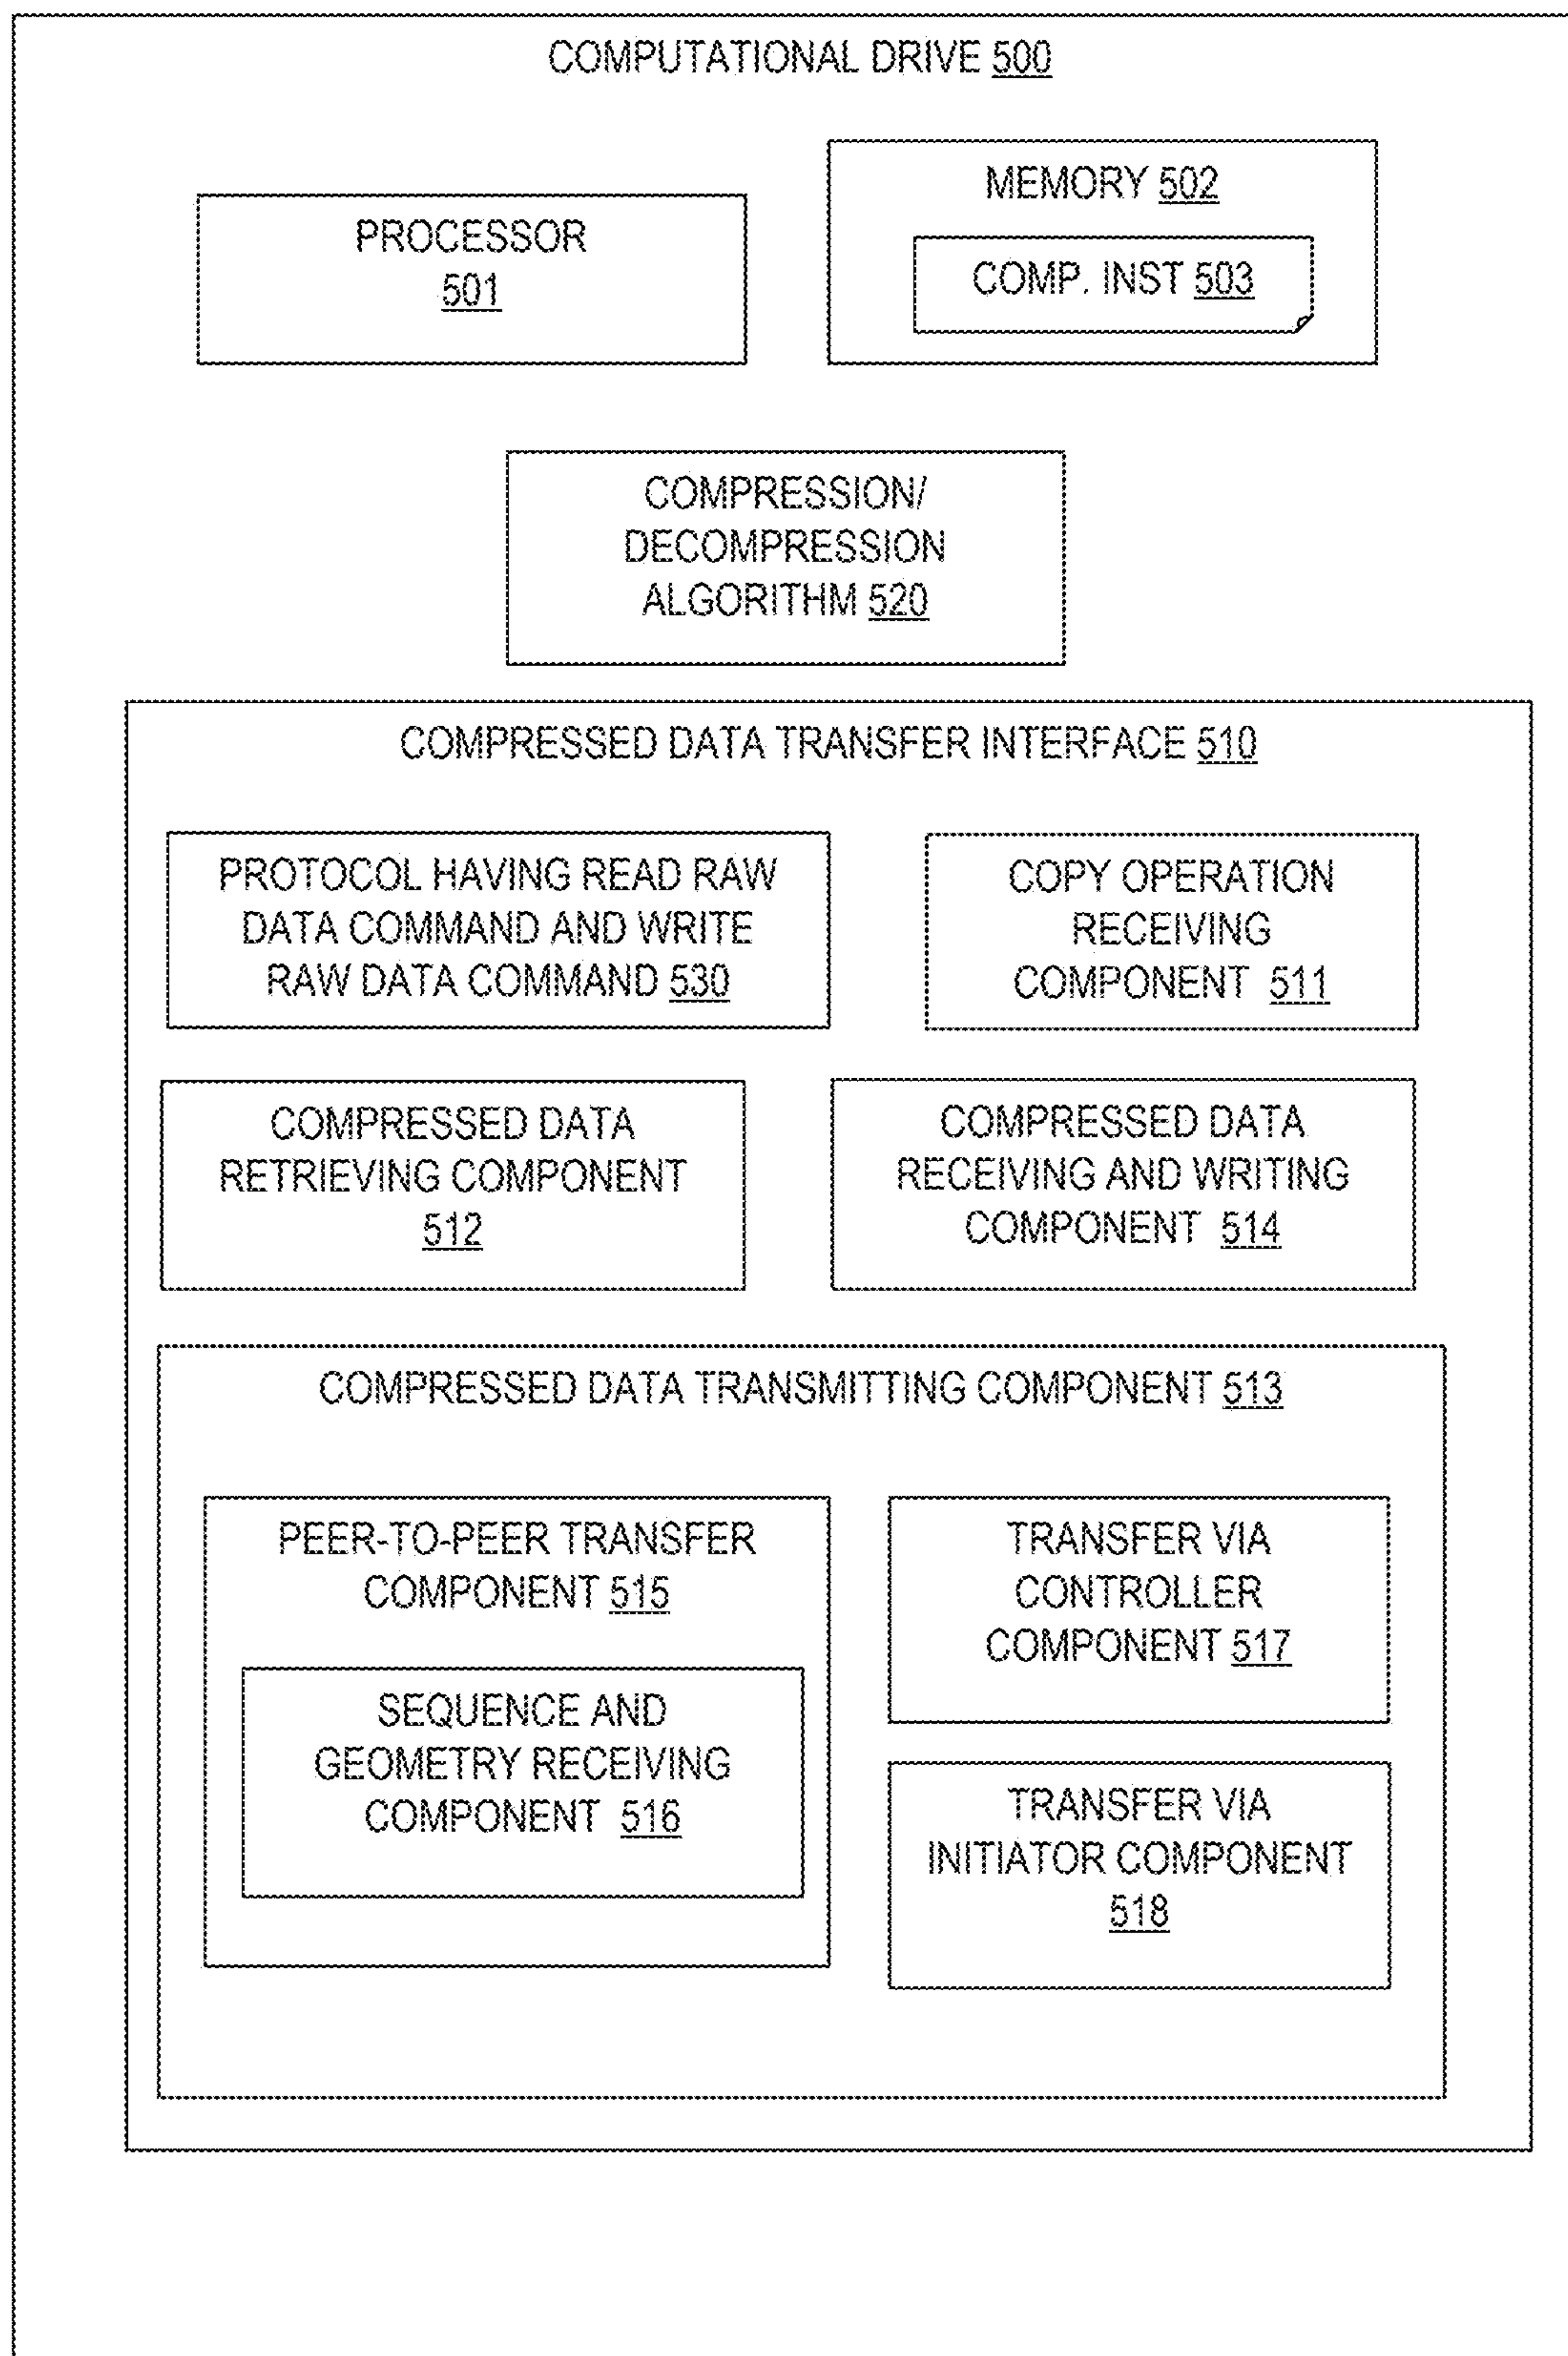 COMPUTATIONAL DRIVE 500
PROCESSOR
501
MEMORY 502
COMP. INST 503
COMPRESSION/
DECOMPRESSION
ALGORITHM 520
COMPRESSED DATA TRANSFER INTERFACE 510
PROTOCOL HAVING READ RAW
DATA COMMAND AND WRITE
RAW DATA COMMAND 530
COPY OPERATION
RECEIVING
COMPONENT 511
COMPRESSED DATA
RETRIEVING COMPONENT
512
COMPRESSED DATA
RECEIVING AND WRITING
COMPONENT 514
COMPRESSED DATA TRANSMITTING COMPONENT 513
PEER-TO-PEER TRANSFER
COMPONENT 515
SEQUENCE AND
GEOMETRY RECEIVING
COMPONENT 516
TRANSFER VIA
CONTROLLER
COMPONENT 517
TRANSFER VIA
INITIATOR COMPONENT
518